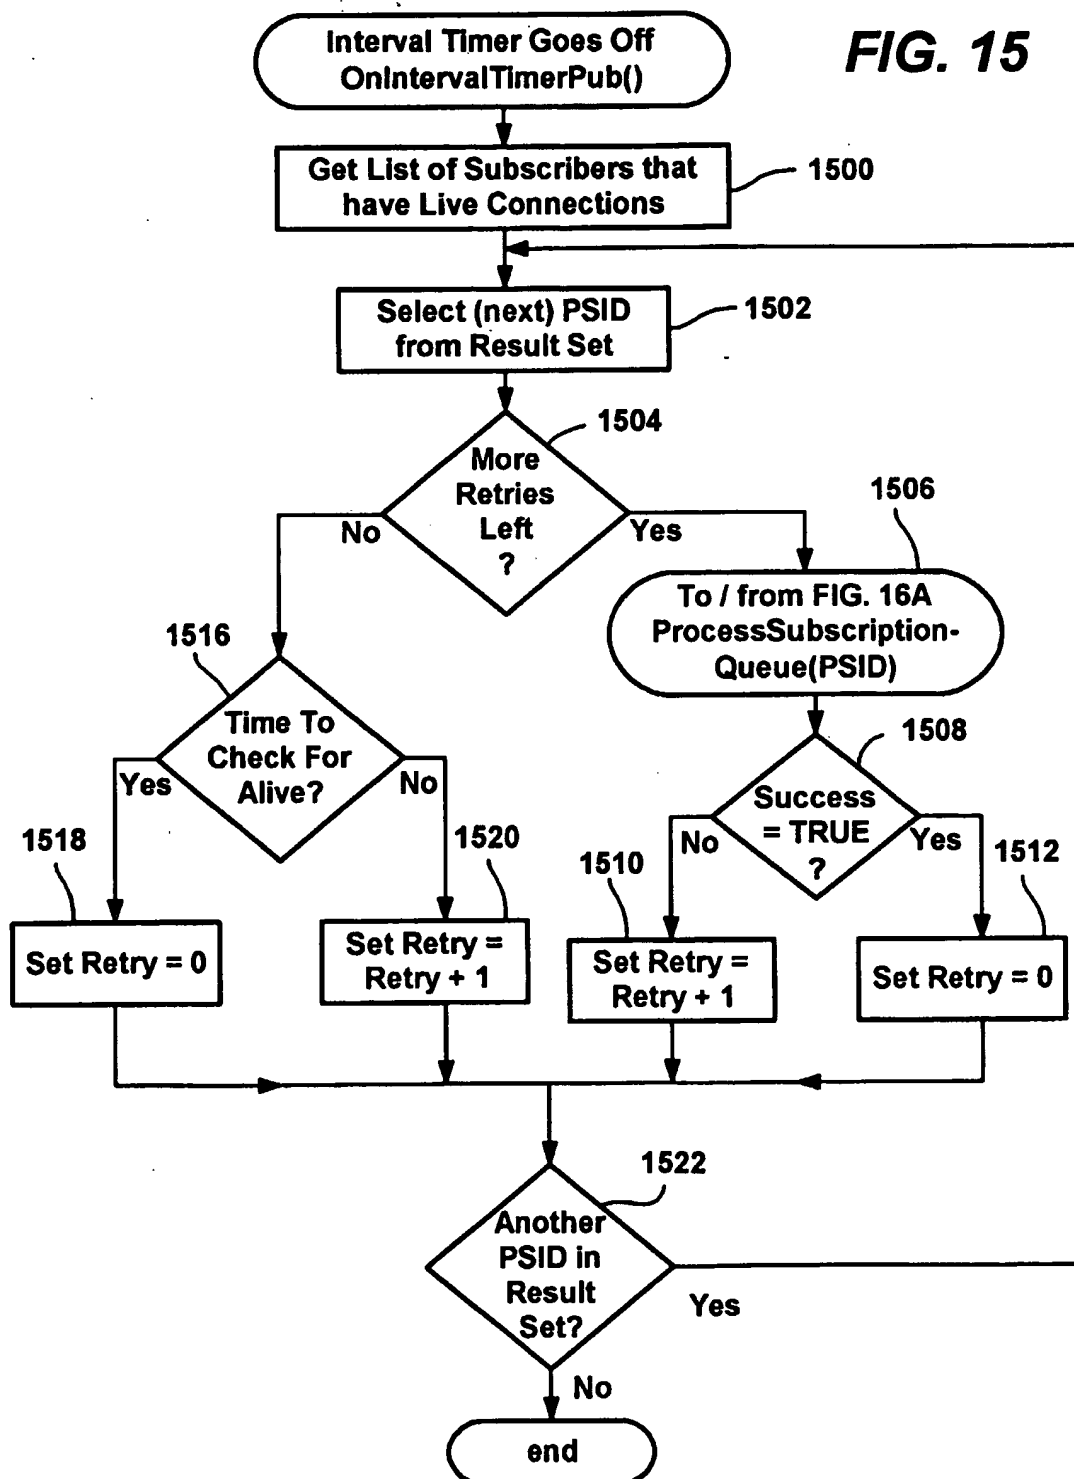 FIG. 15
Interval Timer Goes Off
OnIntervalTimerPub()
Get List of Subscribers that
have Live Connections
1500
Select (next) PSID
from Result Set
1502
1504
More
Retries
Left
?
No
Yes
1506
To / from FIG. 16A
ProcessSubscription-
Queue(PSID)
1516
Time To
Check For
Alive?
Yes
No
1508
Success
= TRUE
?
No
Yes
1518
Set Retry = 0
1520
Set Retry =
Retry + 1
1510
Set Retry =
Retry + 1
1512
Set Retry = 0
1522
Another
PSID in
Result
Set?
Yes
No
end